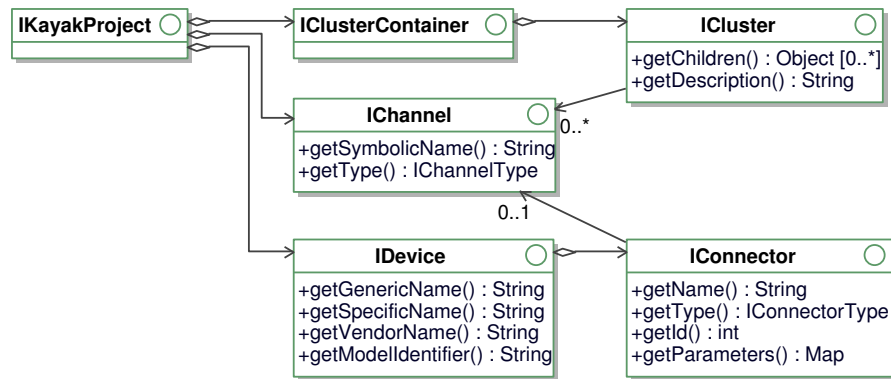 IKayakProject
IClusterContainer
ICluster
+getChildren() : Object [0..*]
+getDescription() : String
IChannel
+getSymbolicName() : String
+getType() : IChannelType
0..*
0..1
IDevice
+getGenericName() : String
+getSpecificName() : String
+getVendorName() : String
+getModelIdentifier() : String
IConnector
+getName() : String
+getType() : IConnectorType
+getId() : int
+getParameters() : Map